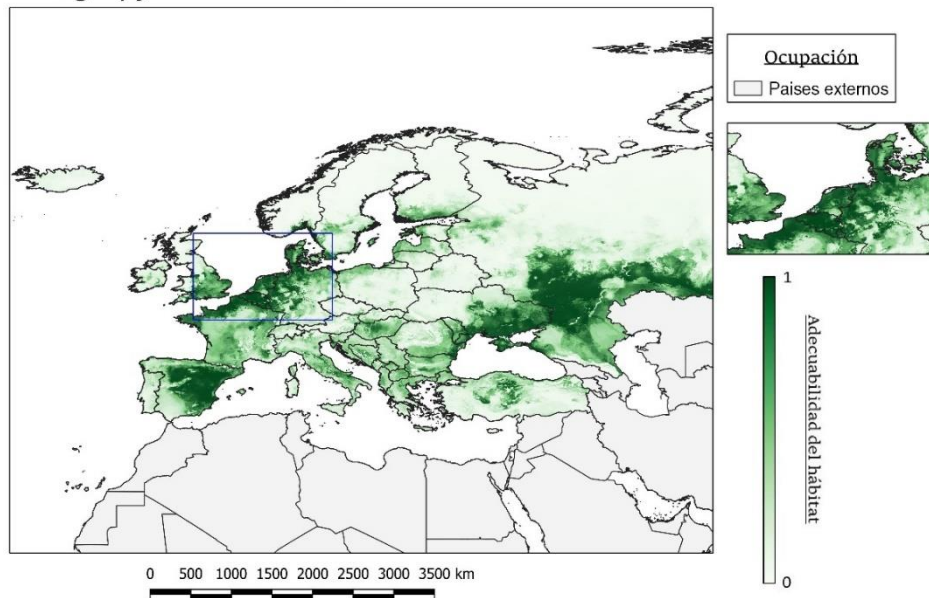 Ocupación
Paises externos
1
Adecuabilidad del hábitat
0
0 500 1000 1500 2000 2500 3000 3500 km